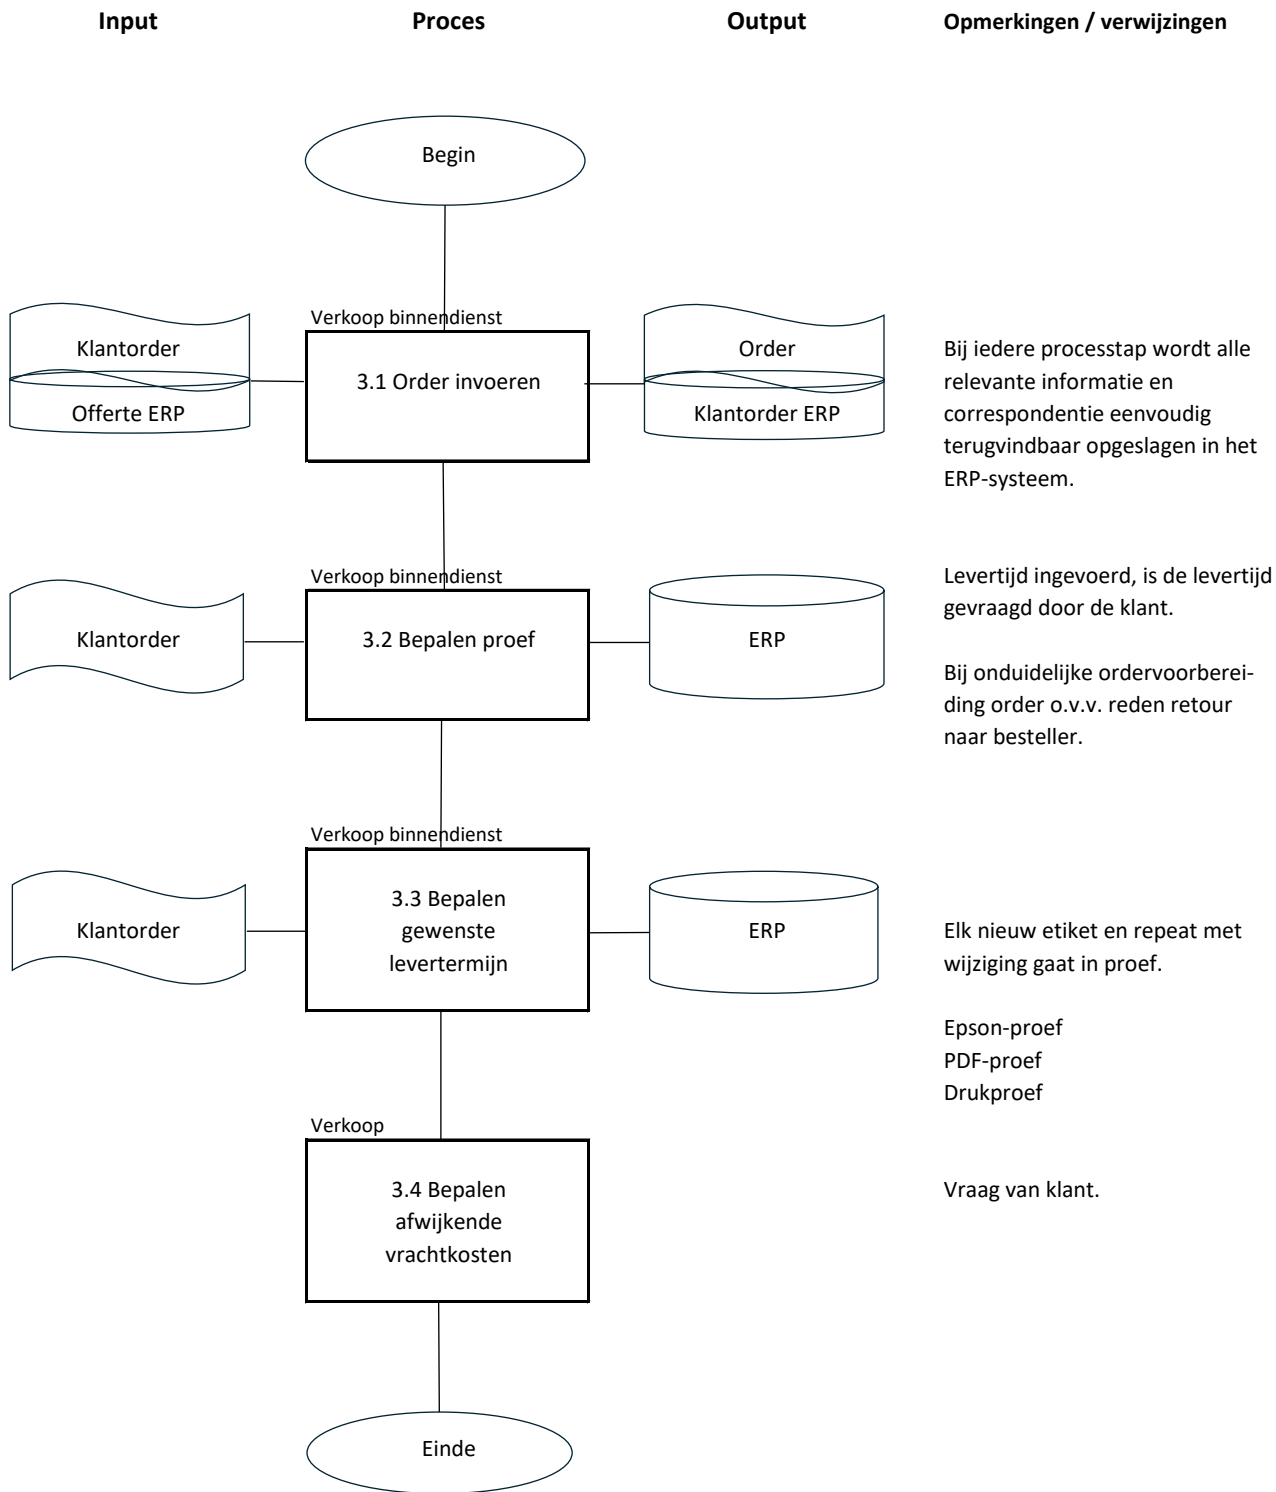 Input
Proces
Output
Opmerkingen / verwijzingen
Begin
Verkoop binnendienst
Klantorder
Offerte ERP
3.1 Order invoeren
Order
Klantorder ERP
Bij iedere processtap wordt alle
relevante informatie en
correspondentie eenvoudig
terugvindbaar opgeslagen in het
ERP-systeem.
Verkoop binnendienst
Klantorder
3.2 Bepalen proef
ERP
Levertijd ingevoerd, is de levertijd
gevraagd door de klant.
Bij onduidelijke ordervoorberei-
ding order o.v.v. reden retour
naar besteller.
Verkoop binnendienst
Klantorder
3.3 Bepalen
gewenste
levertermijn
ERP
Elk nieuw etiket en repeat met
wijziging gaat in proef.
Epson-proef
PDF-proef
Drukproef
Verkoop
3.4 Bepalen
afwijkende
vrachtkosten
Vraag van klant.
Einde